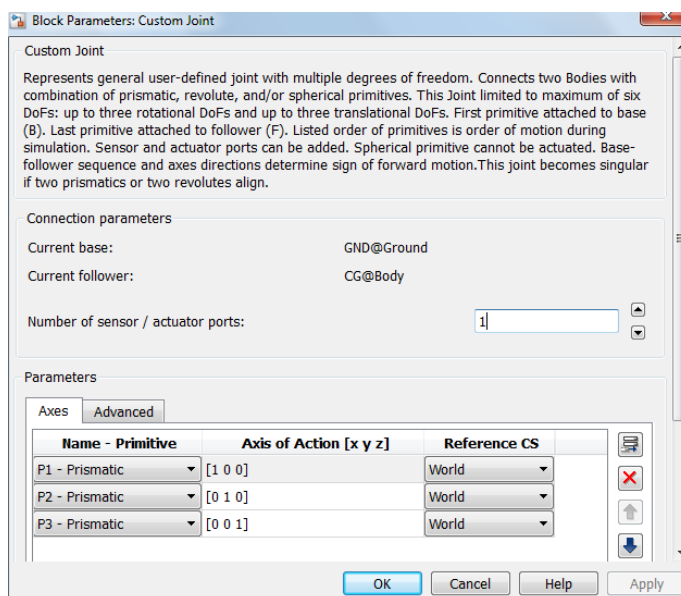 Block Parameters: Custom Joint
Custom Joint
Represents general user-defined joint with multiple degrees of freedom. Connects two Bodies with
combination of prismatic, revolute, and/or spherical primitives. This Joint limited to maximum of six
DoFs: up to three rotational DoFs and up to three translational DoFs. First primitive attached to base
(B). Last primitive attached to follower (F). Listed order of primitives is order of motion during
simulation. Sensor and actuator ports can be added. Spherical primitive cannot be actuated. Base-
follower sequence and axes directions determine sign of forward motion.This joint becomes singular
if two prismatics or two revolutes align.
Connection parameters
Current base: GND@Ground
Current follower: CG@Body
Number of sensor / actuator ports: 1
Parameters
Axes Advanced
Name - Primitive Axis of Action [x y z] Reference CS
P1 - Prismatic [1 0 0] World
P2 - Prismatic [0 1 0] World
P3 - Prismatic [0 0 1] World
OK Cancel Help Apply